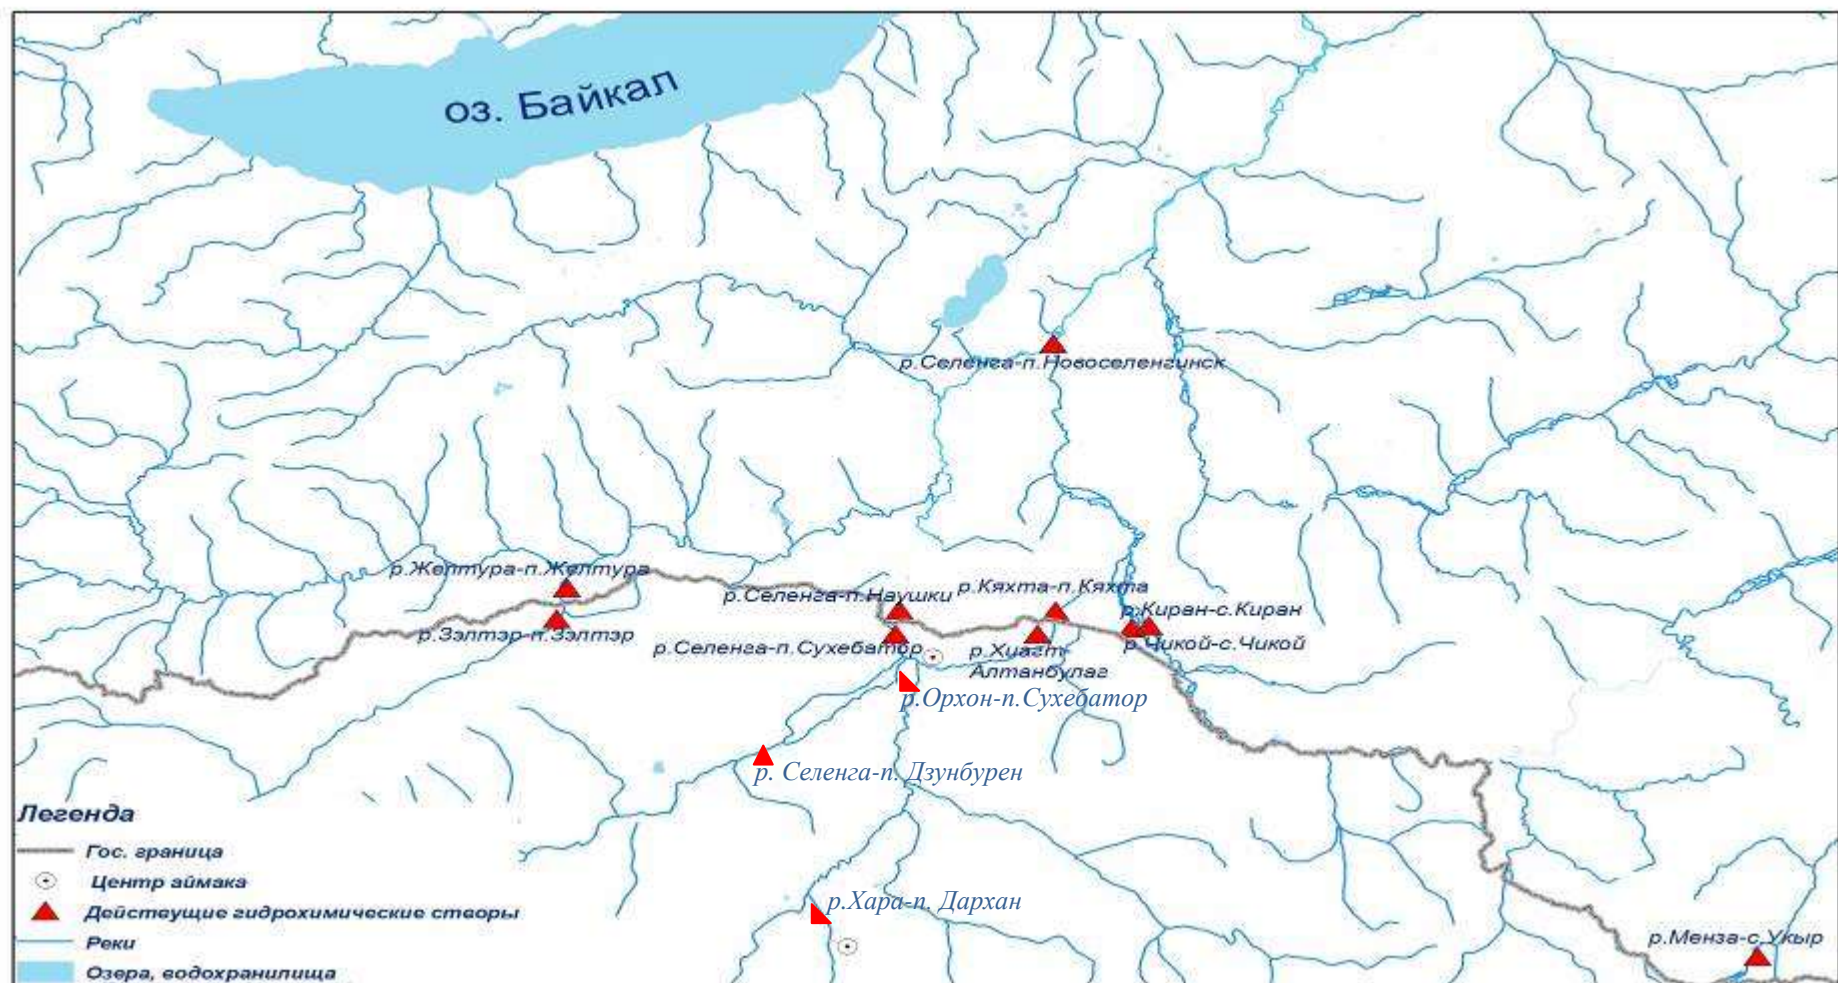 оз. Байкал
р.Селенга-п.Новоселенгинск
р.Желтура-п.Желтура
р.Селенга-п.Наушки
р.Кяхта-п.Кяхта
р.Киран-с.Киран
р.Зэлтэр-п.Зэлтэр
р.Селенга-п.Сухебатор
р.Хиагт-
Алтанбулаг
р.Чикой-с.Чикой
р.Орхон-п.Сухебатор
р. Селенга-п. Дзунбурен
р.Хара-п. Дархан
р.Менза-с.Укыр
Легенда
Гос. граница
Центр аймака
Действущие гидрохимические створы
Реки
Озера, водохранилища